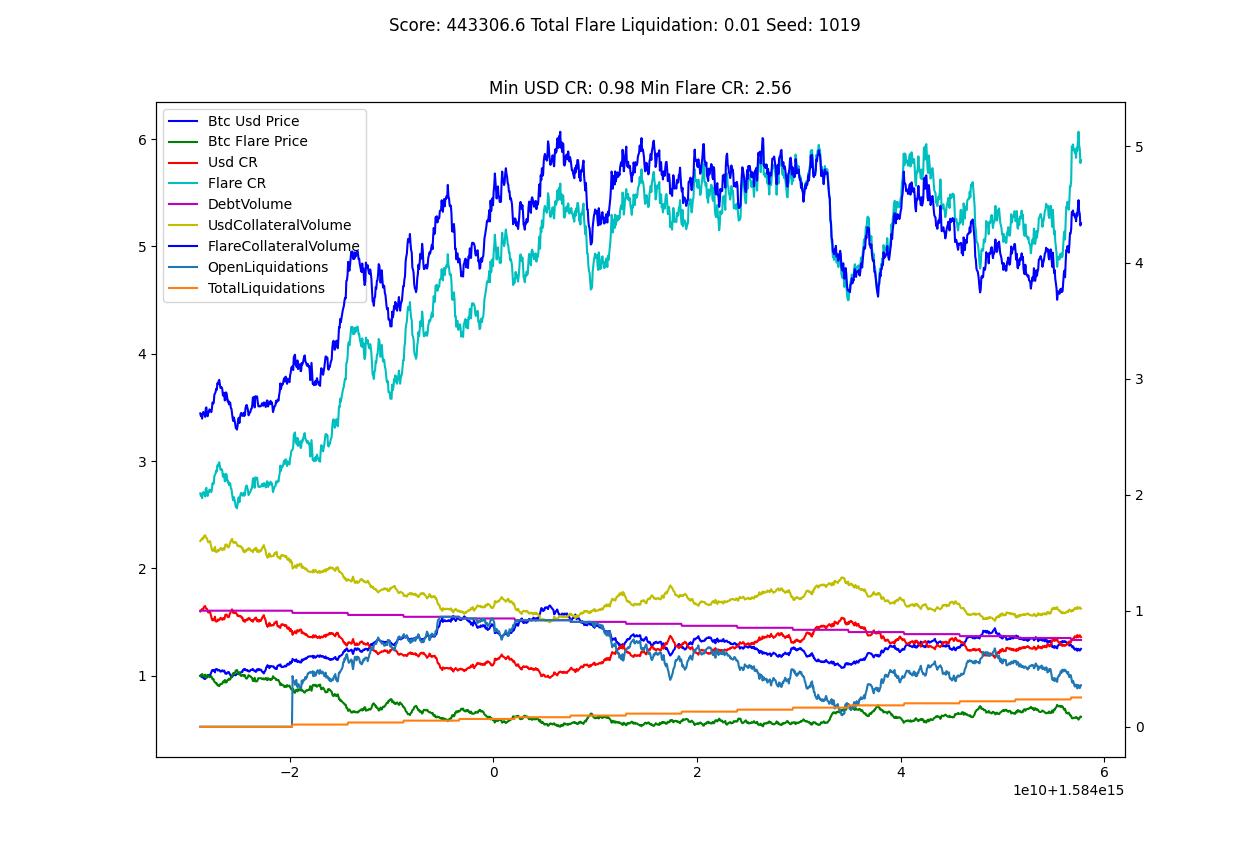 Score: 443306.6 Total Flare Liquidation: 0.01 Seed: 1019
Min USD CR: 0.98 Min Flare CR: 2.56
Btc Usd Price
Btc Flare Price
Usd CR
Flare CR
DebtVolume
UsdCollateralVolume
FlareCollateralVolume
OpenLiquidations
TotalLiquidations
6
5
4
3
2
1
5
4
3
2
1
0
−2
0
2
4
6
1e10+1.584e15